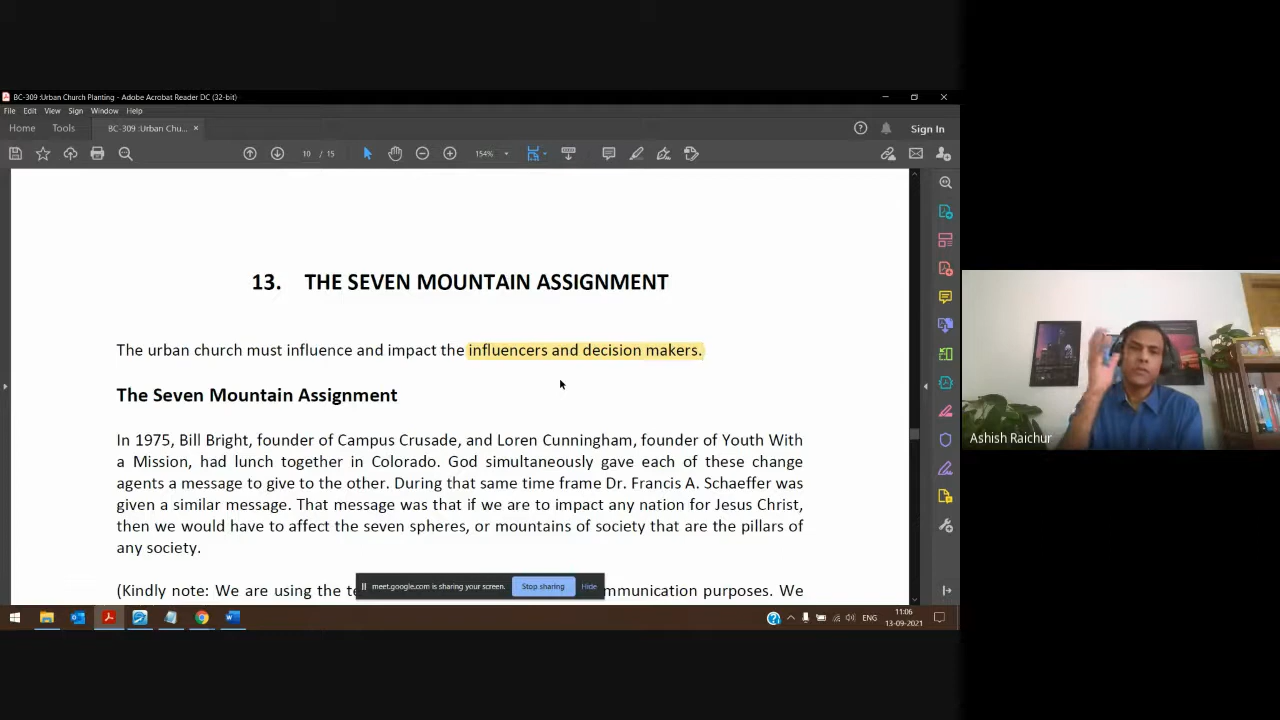 BC-309 :Urban Church Planting - Adobe Acrobat Reader DC (32-bit)
File Edit View Sign Window Help
Home Tools BC-309 :Urban Chu... × Sign In
10 / 15 154%
13. THE SEVEN MOUNTAIN ASSIGNMENT
The urban church must influence and impact the influencers and decision makers.
The Seven Mountain Assignment
In 1975, Bill Bright, founder of Campus Crusade, and Loren Cunningham, founder of Youth With
a Mission, had lunch together in Colorado. God simultaneously gave each of these change
agents a message to give to the other. During that same time frame Dr. Francis A. Schaeffer was
given a similar message. That message was that if we are to impact any nation for Jesus Christ,
then we would have to affect the seven spheres, or mountains of society that are the pillars of
any society.
(Kindly note: We are using the te
mmunication purposes. We
meet.google.com is sharing your screen. Stop sharing Hide
Ashish Raichur
ENG 11:06
13-09-2021